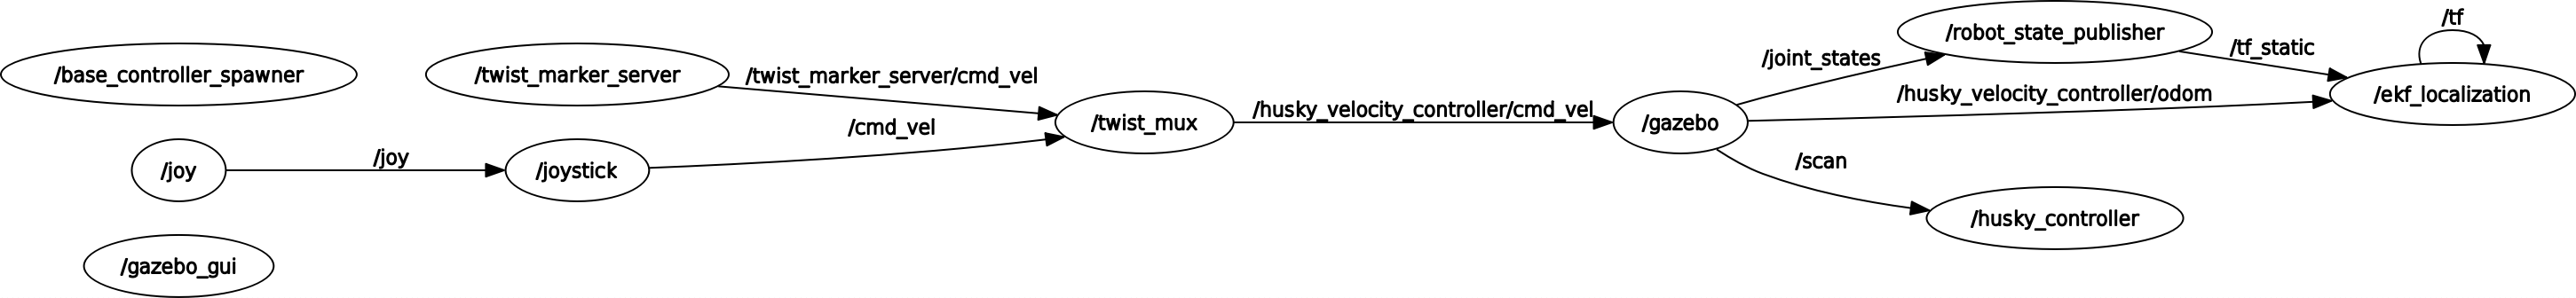 /base_controller_spawner
/joy
/gazebo_gui
/joy
/twist_marker_server
/joystick
/twist_marker_server/cmd_vel
/cmd_vel
/twist_mux
/husky_velocity_controller/cmd_vel
/gazebo
/joint_states
/husky_velocity_controller/odom
/scan
/robot_state_publisher
/husky_controller
/tf_static
/tf
/ekf_localization